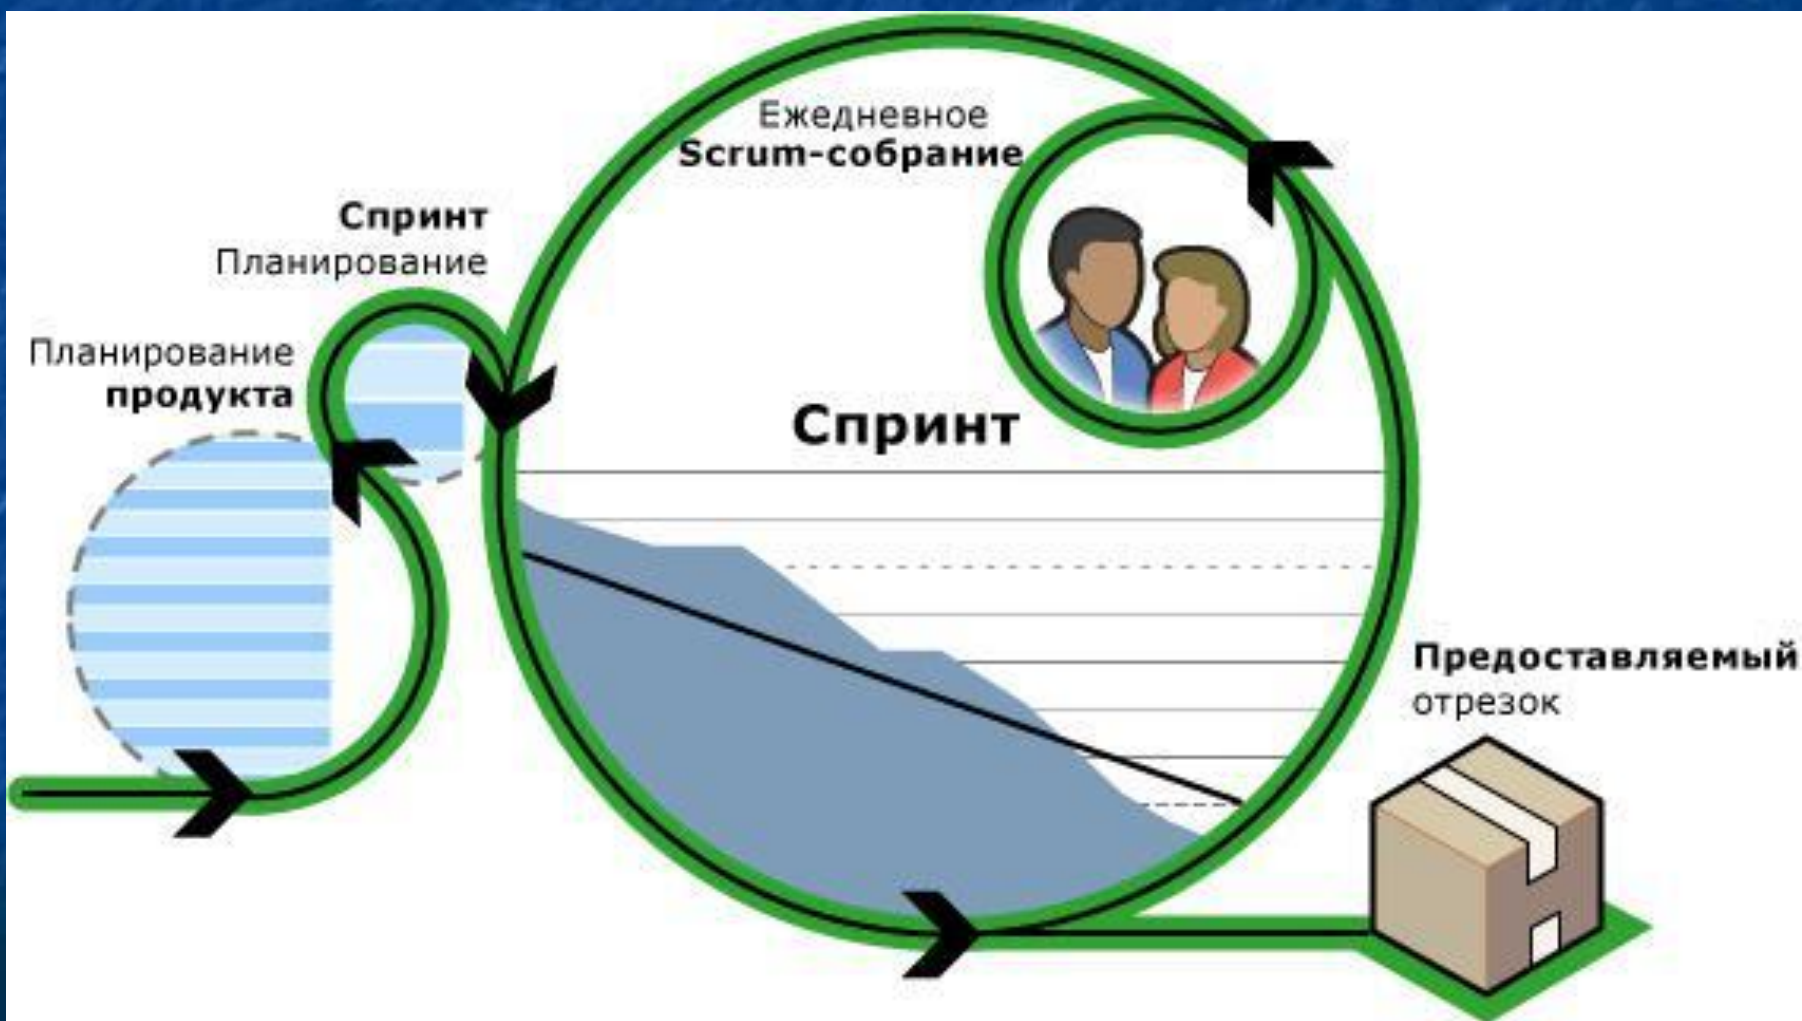 Ежедневное
Scrum-собрание
Спринт
Планирование
Планирование
продукта
Спринт
Предоставляемый
отрезок